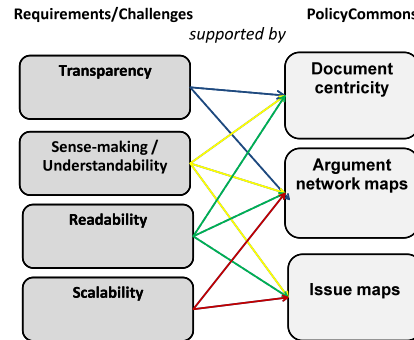 Requirements/Challenges
PolicyCommons
supported by
Transparency
Document
centricity
Sense-making /
Understandability
Argument
network maps
Readability
Scalability
Issue maps